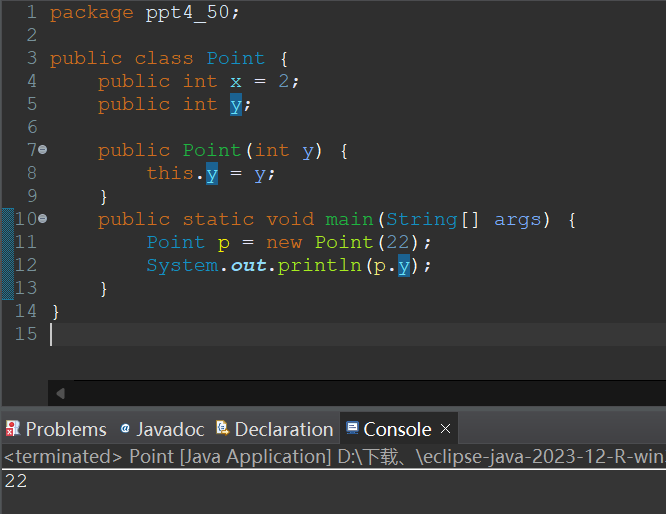 1 package ppt4_50;
2
3 public class Point {
4     public int x = 2;
5     public int y;
6
7     public Point(int y) {
8         this.y = y;
9     }
10     public static void main(String[] args) {
11         Point p = new Point(22);
12         System.out.println(p.y);
13     }
14 }
15
Problems @ Javadoc Declaration Console ×
<terminated> Point [Java Application] D:\下载、\eclipse-java-2023-12-R-win
22